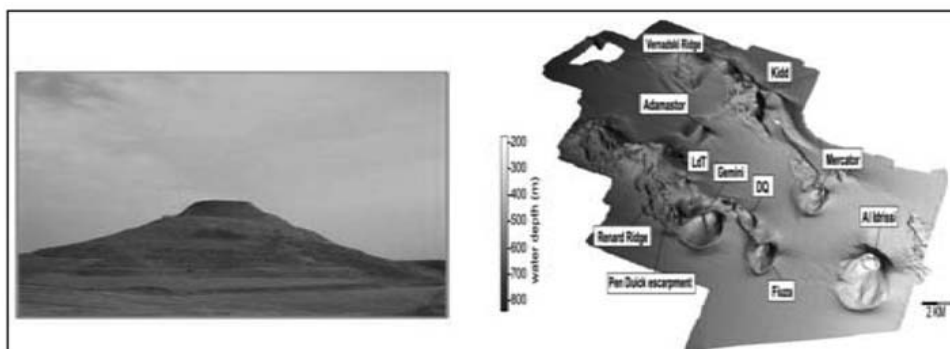 Vernadski Ridge
Kidd
Adamastor
-200
-300
-400
-500
-600
-700
-800
water depth (m)
LdT
Gemini
DQ
Mercator
Al Idrissi
Renard Ridge
Pen Duick escarpment
Fiuza
2 KM